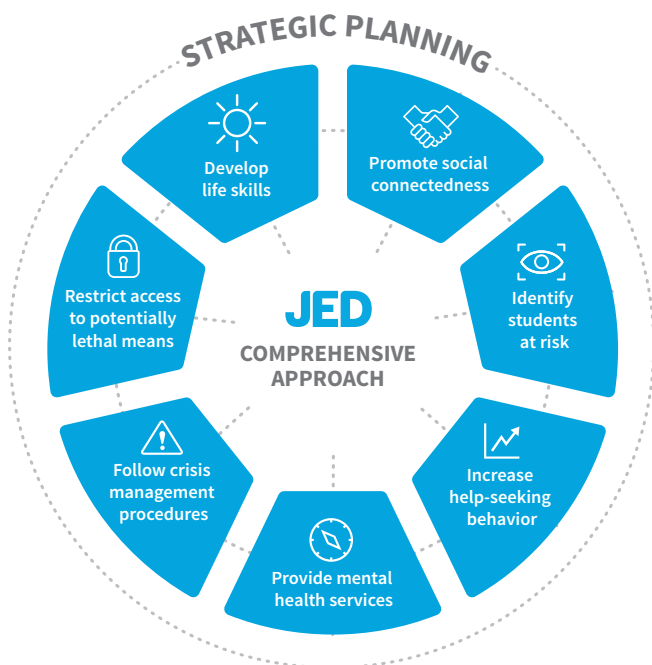 STRATEGIC PLANNING
Develop
life skills
Promote social
connectedness
Identify
students
at risk
Increase
help-seeking
behavior
Provide mental
health services
Follow crisis
management
procedures
Restrict access
to potentially
lethal means
JED
COMPREHENSIVE
APPROACH